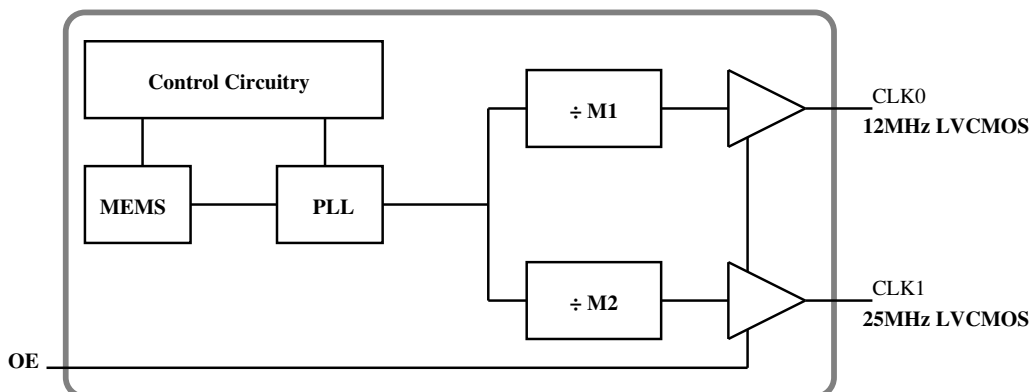 Control Circuitry
÷ M1
CLK0
12MHz LVCMOS
MEMS
PLL
÷ M2
CLK1
25MHz LVCMOS
OE